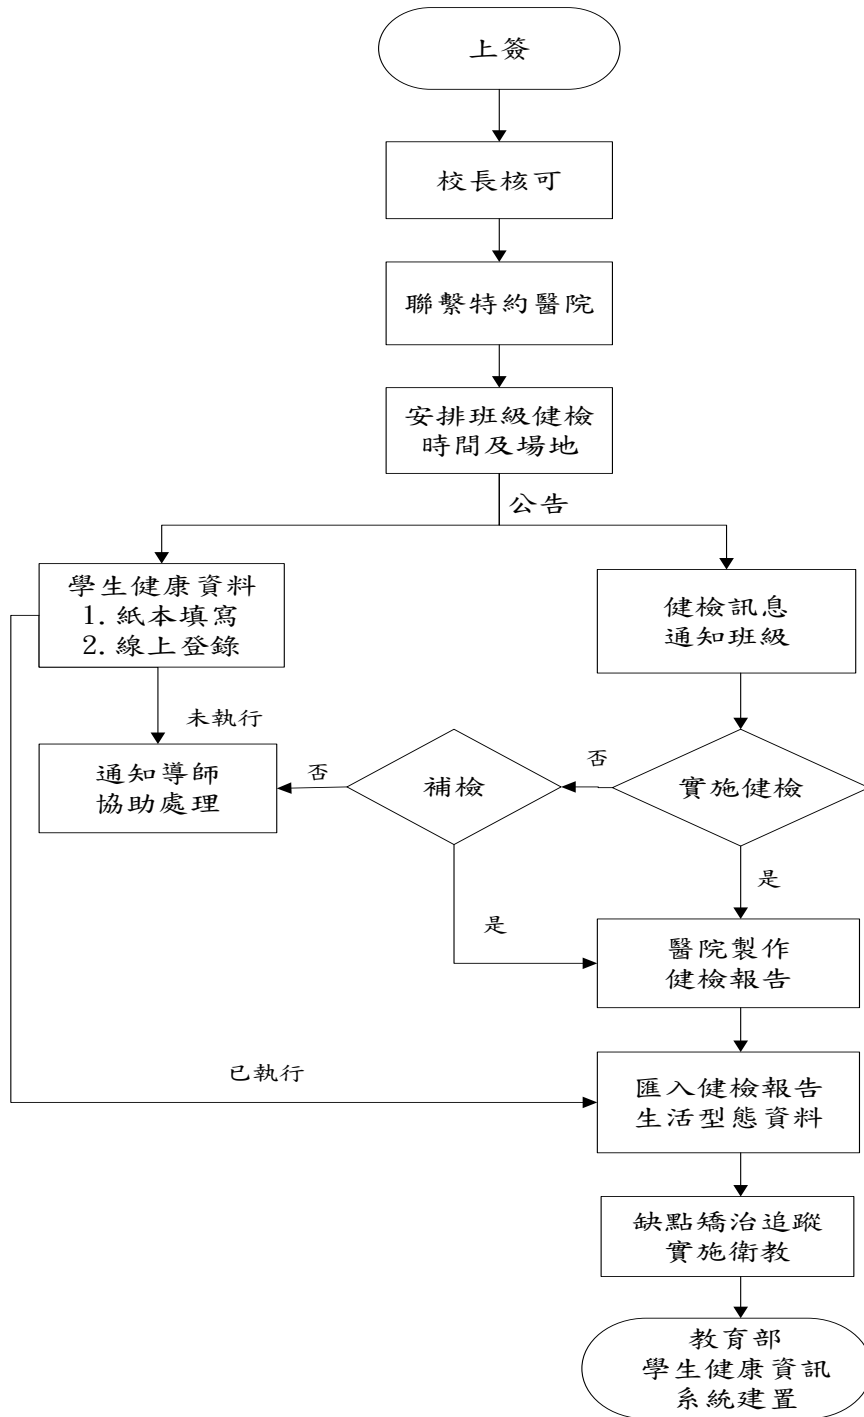 上簽
校長核可
聯繫特約醫院
安排班級健檢
時間及場地
公告
學生健康資料
1.紙本填寫
2.線上登錄
健檢訊息
通知班級
未執行
通知導師
協助處理
否
補檢
否
實施健檢
是
是
醫院製作
健檢報告
已執行
匯入健檢報告
生活型態資料
缺點矯治追蹤
實施衛教
教育部
學生健康資訊
系統建置